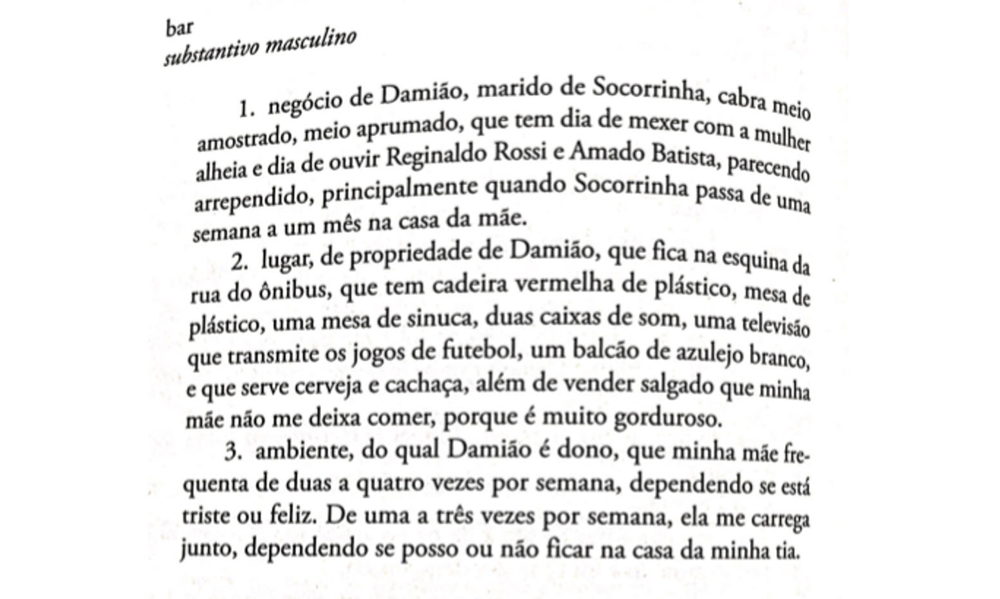 bar
substantivo masculino
1. negócio de Damião, marido de Socorrinha, cabra meio
amostrado, meio aprumado, que tem dia de mexer com a mulher
alheia e dia de ouvir Reginaldo Rossi e Amado Batista, parecendo
arrependido, principalmente quando Socorrinha passa de uma
semana a um mês na casa da mãe.
2. lugar, de propriedade de Damião, que fica na esquina da
rua do ônibus, que tem cadeira vermelha de plástico, mesa de
plástico, uma mesa de sinuca, duas caixas de som, uma televisão
que transmite os jogos de futebol, um balcão de azulejo branco,
e que serve cerveja e cachaça, além de vender salgado que minha
mãe não me deixa comer, porque é muito gorduroso.
3. ambiente, do qual Damião é dono, que minha mãe fre-
quenta de duas a quatro vezes por semana, dependendo se está
triste ou feliz. De uma a três vezes por semana, ela me carrega
junto, dependendo se posso ou não ficar na casa da minha tia.